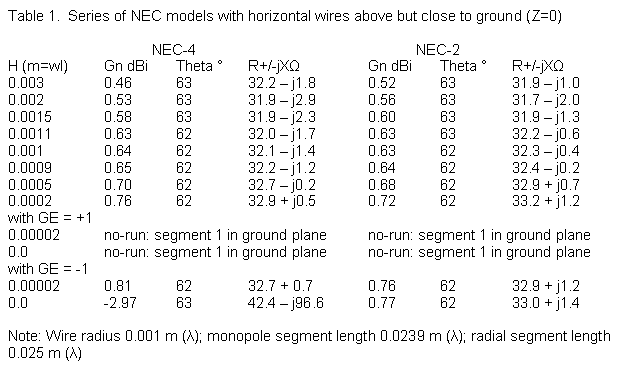 Table 1.  Series of NEC models with horizontal wires above but close to ground (Z=0)
NEC-4 NEC-2
H (m=wl) Gn dBi Theta ° R+/-jXΩ Gn dBi Theta ° R+/-jXΩ
0.003 0.46 63 32.2 – j1.8 0.52 63 31.9 – j1.0
0.002 0.53 63 31.9 – j2.9 0.56 63 31.7 – j2.0
0.0015 0.58 63 31.9 – j2.3 0.60 63 31.9 – j1.3
0.0011 0.63 62 32.0 – j1.7 0.63 63 32.2 – j0.6
0.001 0.64 62 32.1 – j1.4 0.63 62 32.3 – j0.4
0.0009 0.65 62 32.2 – j1.2 0.64 62 32.4 – j0.2
0.0005 0.70 62 32.7 – j0.2 0.68 62 32.9 + j0.7
0.0002 0.76 62 32.9 + j0.5 0.72 62 33.2 + j1.2
with GE = +1
0.00002 no-run: segment 1 in ground plane no-run: segment 1 in ground plane
0.0 no-run: segment 1 in ground plane no-run: segment 1 in ground plane
with GE = -1
0.00002 0.81 62 32.7 + 0.7 0.76 62 32.9 + j1.2
0.0 -2.97 63 42.4 – j96.6 0.77 62 33.0 + j1.4
Note: Wire radius 0.001 m (λ); monopole segment length 0.0239 m (λ); radial segment length
0.025 m (λ)